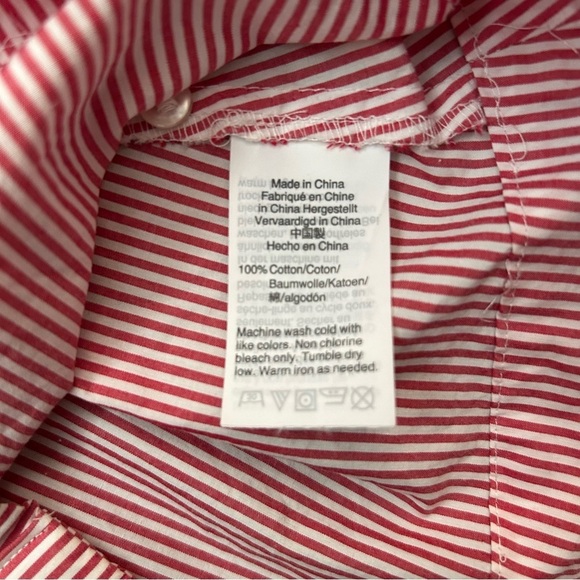 Made in China
Fabriqué en Chine
in China Hergestellt
Vervaardigd in China
中国製
Hecho en China
100% Cotton/Coton/
Baumwolle/Katoen/
綿/algodón
Machine wash cold with
like colors. Non chlorine
bleach only. Tumble dry
low. Warm iron as needed.